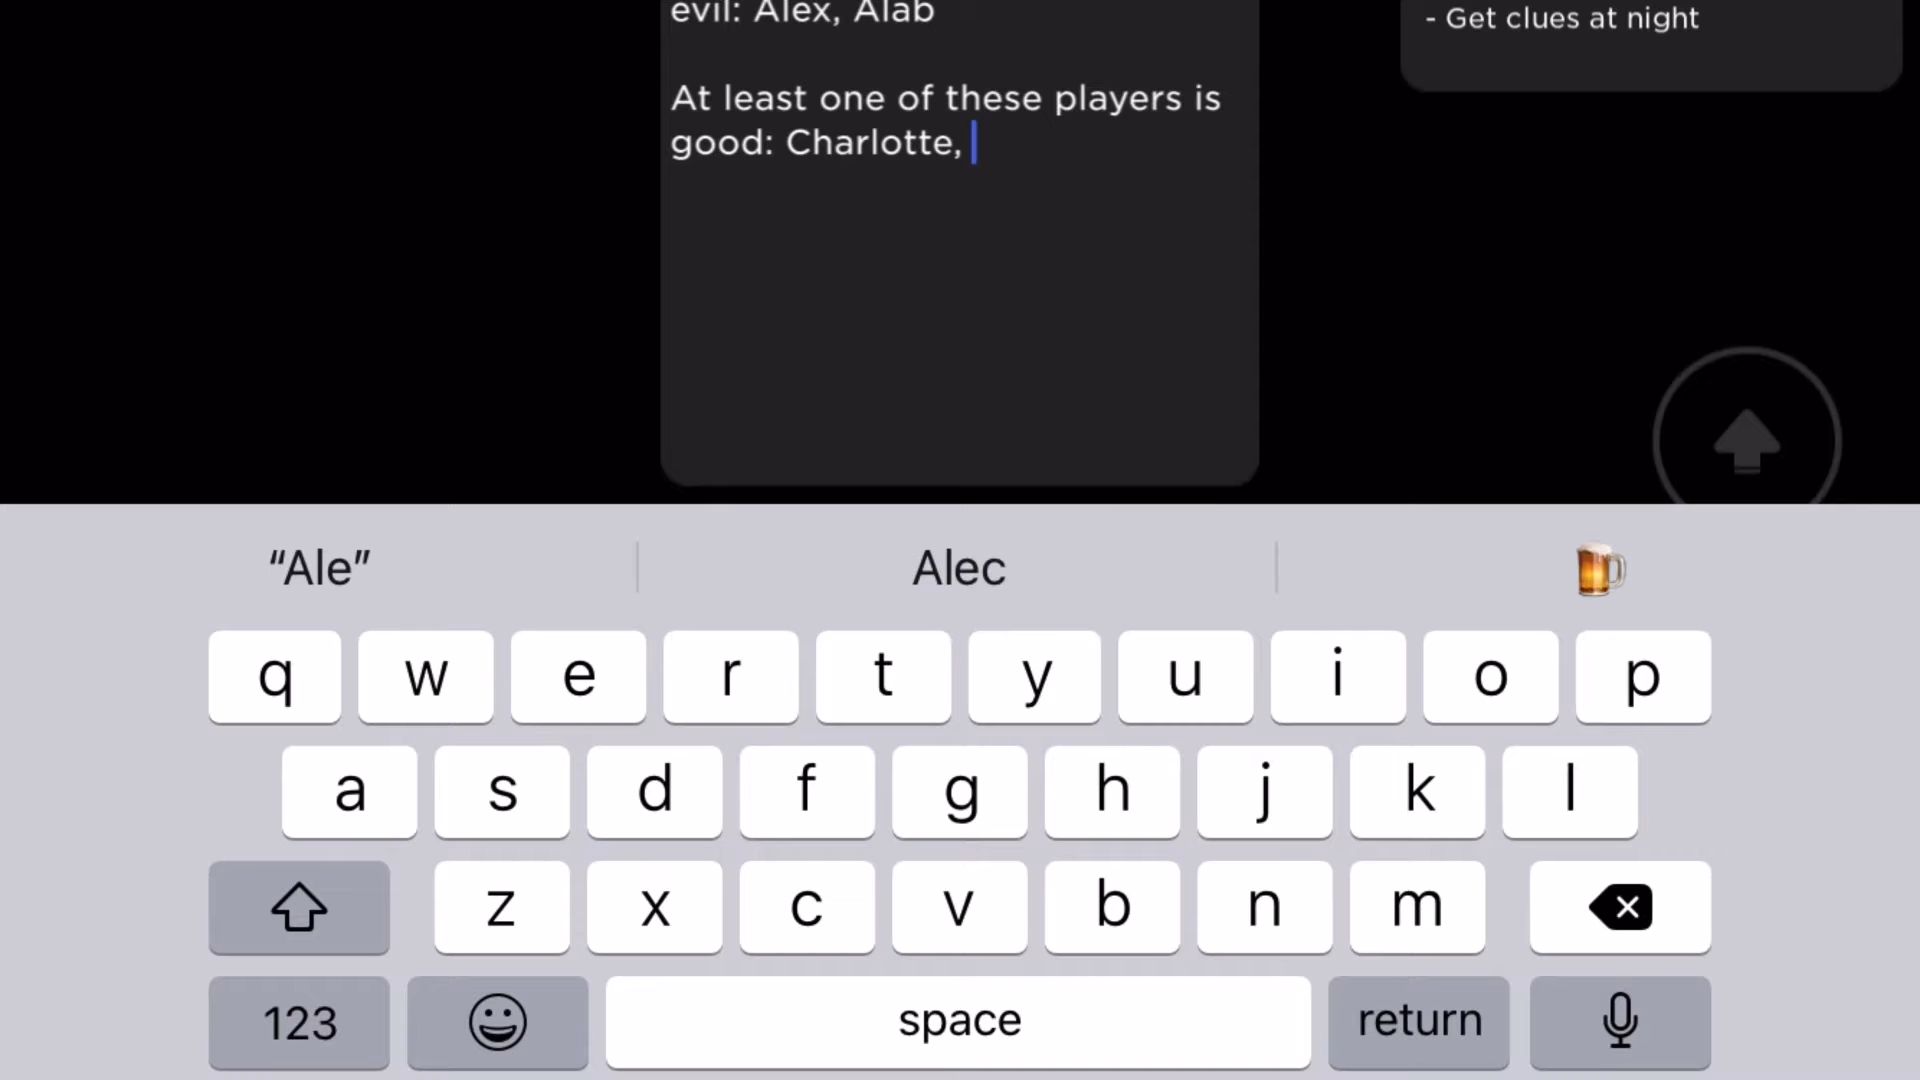 evil: Alex, Alab
- Get clues at night
At least one of these players is
good: Charlotte,
“Ale”
Alec
q w e r t y u i o p
a s d f g h j k l
z x c v b n m
123
space
return